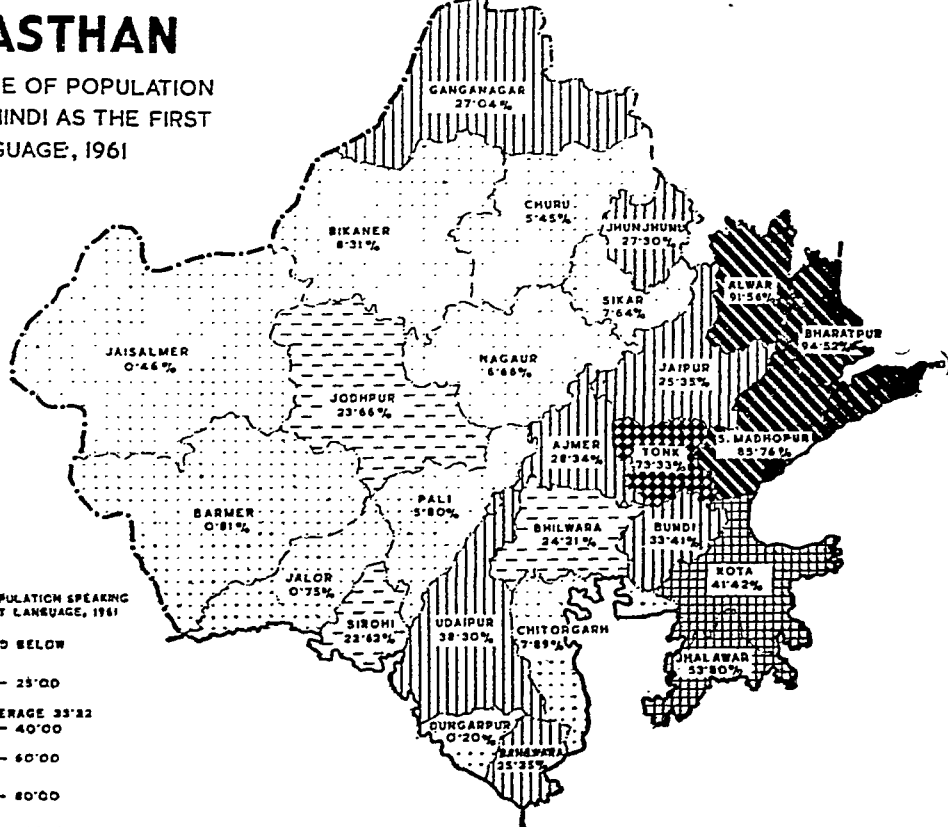 ASTHAN
E OF POPULATION
HINDI AS THE FIRST
GUAGE, 1961
GANGANAGAR
27·04%
CHURU
5·45%
BIKANER
8·31%
JHUNJHUNU
27·30%
ALWAR
91·56%
SIKAR
7·64%
BHARATPUR
94·52%
JAISALMER
0·46%
NAGAUR
6·66%
JAIPUR
25·35%
JODHPUR
23·66%
S. MADHOPUR
85·76%
AJMER
28·34%
TONK
73·33%
PALI
5·80%
BARMER
0·81%
BHILWARA
24·21%
BUNDI
33·41%
KOTA
41·42%
JALOR
0·75%
SIROHI
22·63%
UDAIPUR
38·30%
CHITORGARH
7·89%
JHALAWAR
53·80%
DUNGARPUR
0·20%
BANSWARA
25·35%
PULATION SPEAKING
T LANGUAGE, 1961
D BELOW
- 25·00
ERAGE 33·32
- 40·00
- 60·00
- 80·00